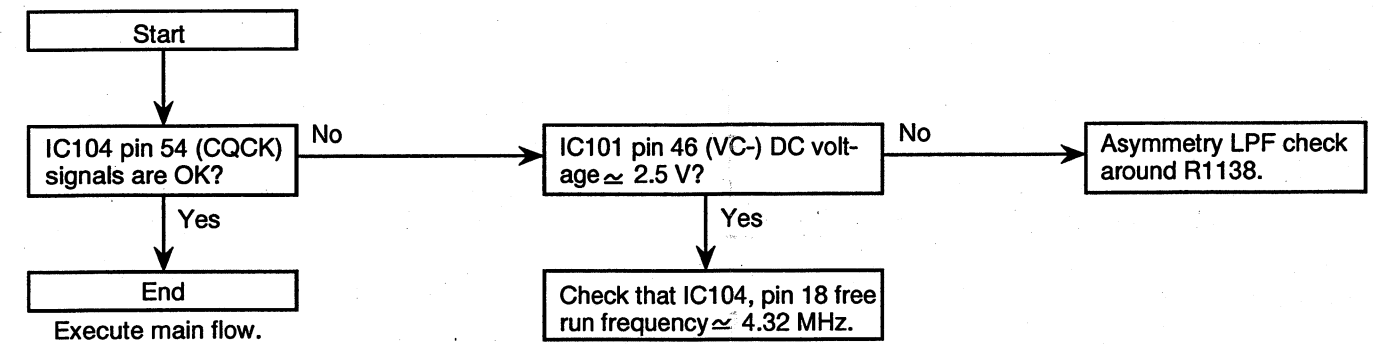 Start
IC104 pin 54 (CQCK)
signals are OK?
No
IC101 pin 46 (VC-) DC volt-
age ≃ 2.5 V?
No
Asymmetry LPF check
around R1138.
Yes
Yes
End
Execute main flow.
Check that IC104, pin 18 free
run frequency ≃ 4.32 MHz.